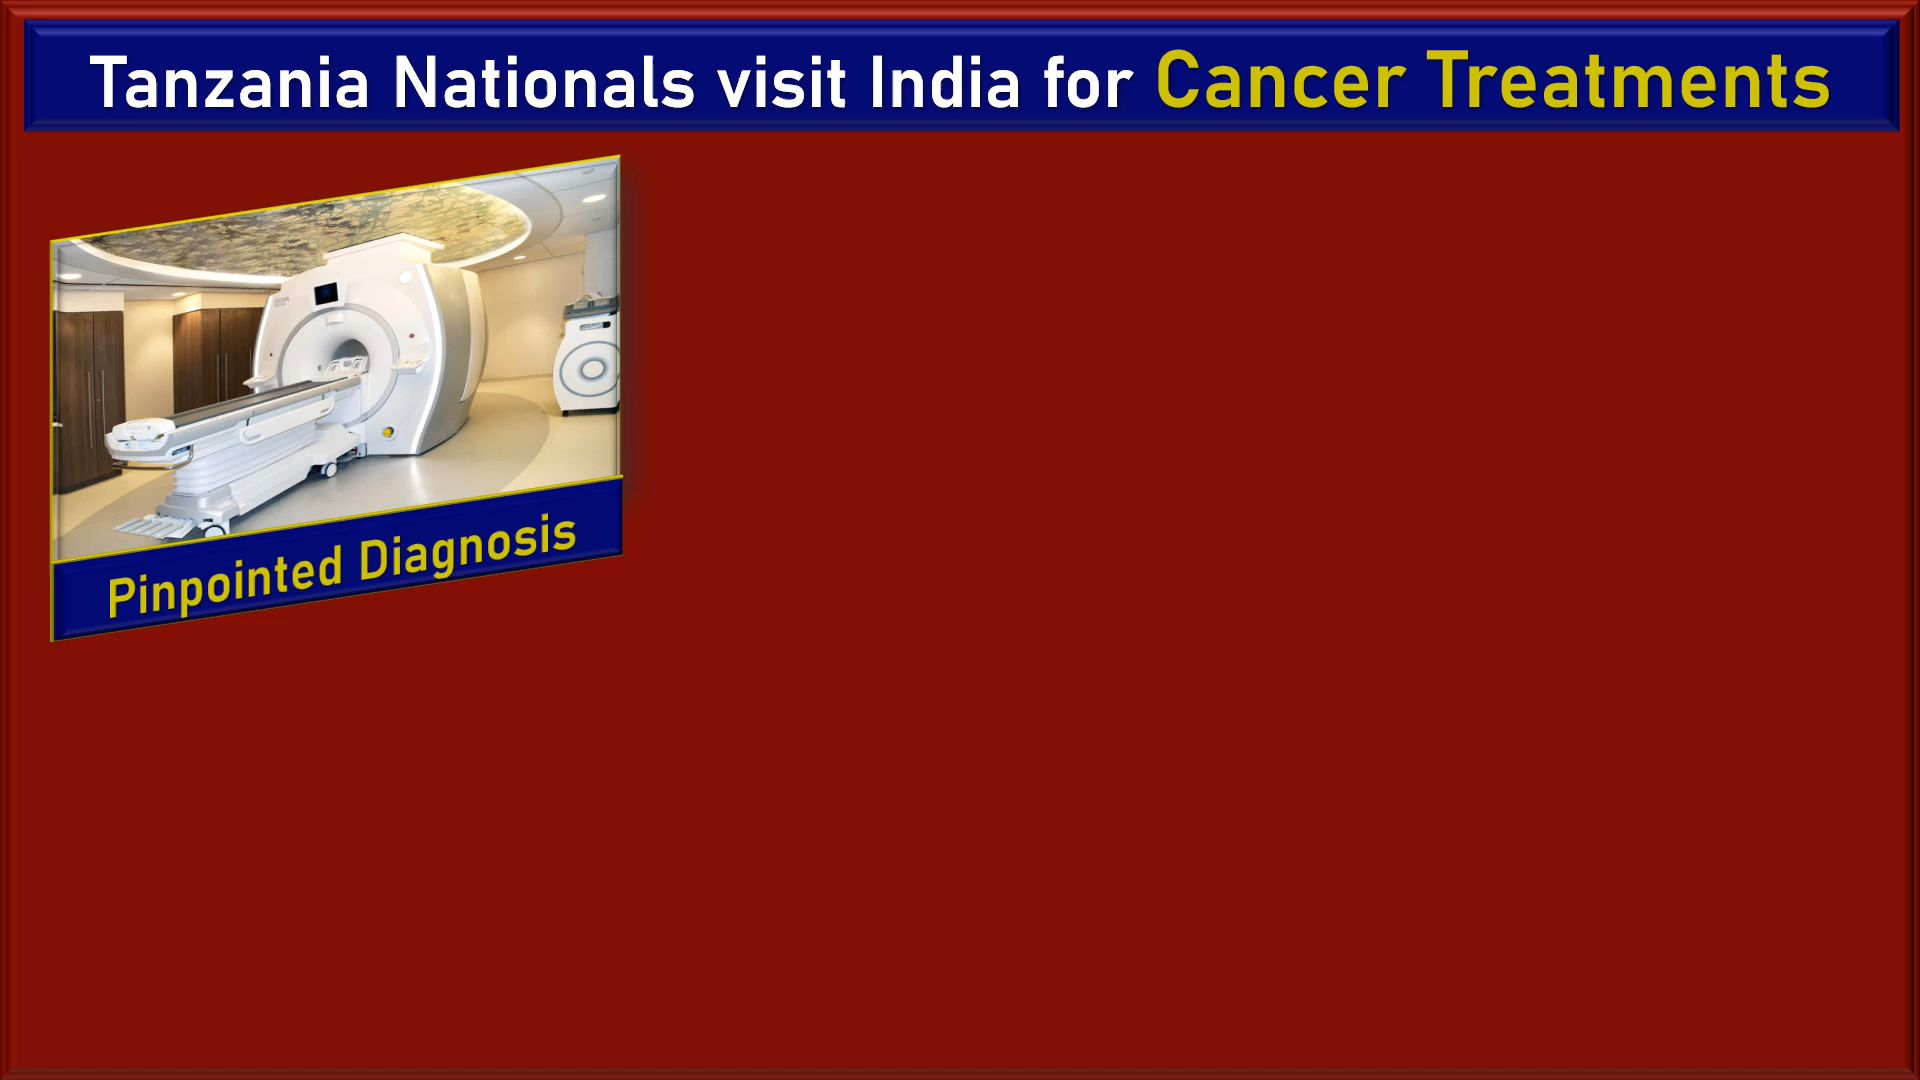 Tanzania Nationals visit India for Cancer Treatments
Pinpointed Diagnosis